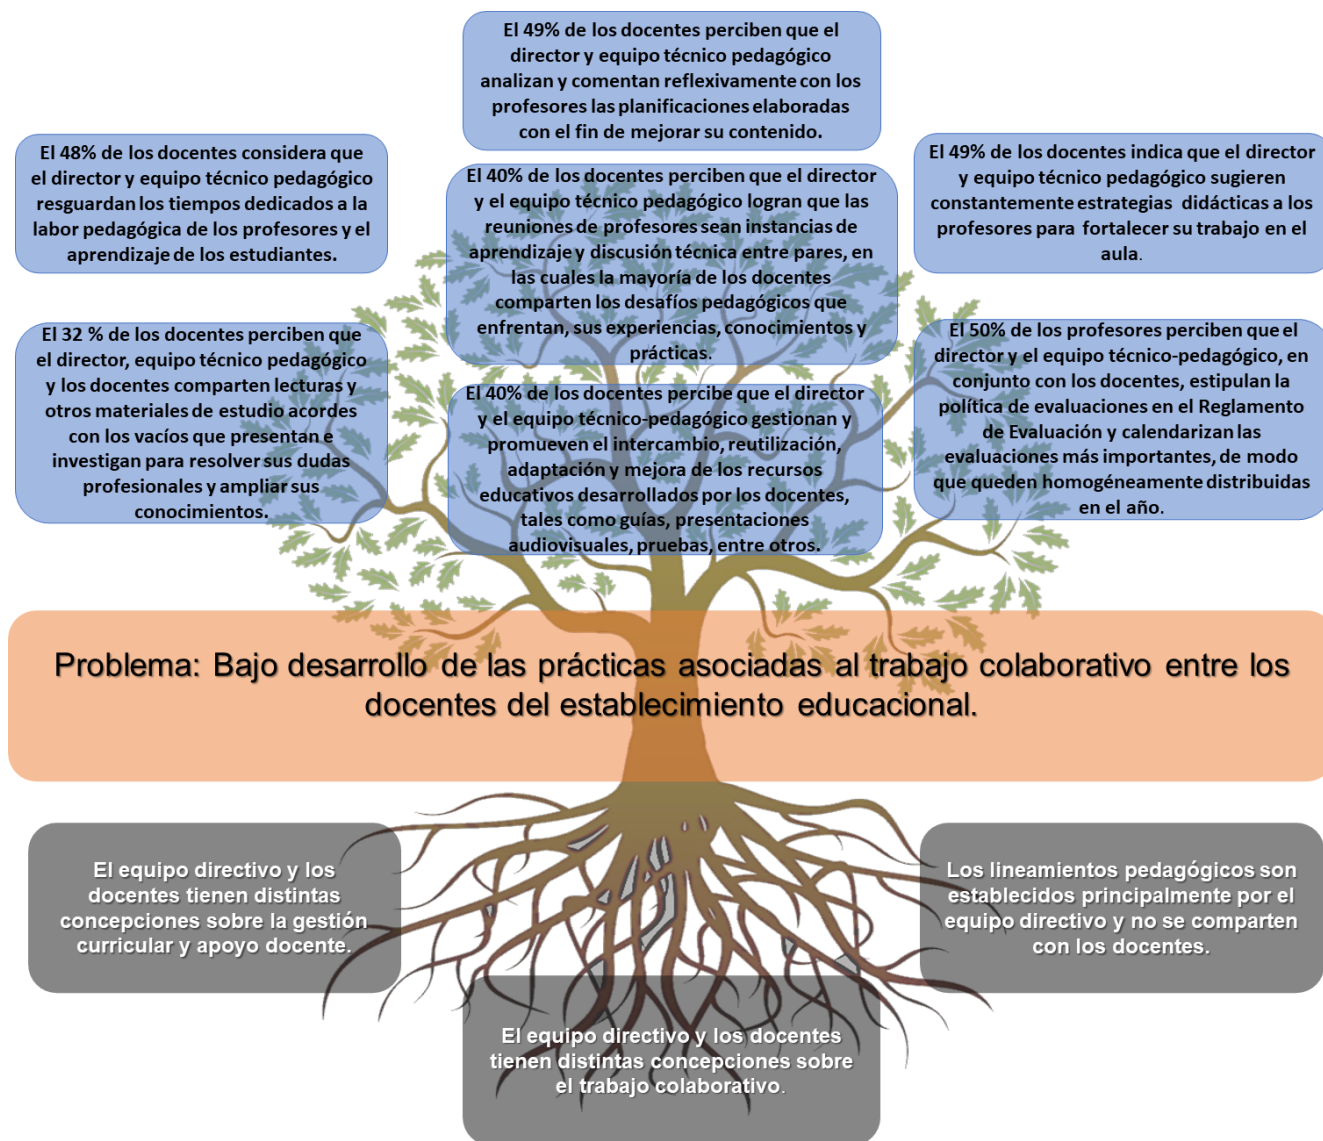 El 49% de los docentes perciben que el
director y equipo técnico pedagógico
analizan y comentan reflexivamente con los
profesores las planificaciones elaboradas
con el fin de mejorar su contenido.
El 48% de los docentes considera que
el director y equipo técnico pedagógico
resguardan los tiempos dedicados a la
labor pedagógica de los profesores y el
aprendizaje de los estudiantes.
El 40% de los docentes perciben que el director
y el equipo técnico pedagógico logran que las
reuniones de profesores sean instancias de
aprendizaje y discusión técnica entre pares, en
las cuales la mayoría de los docentes
comparten los desafíos pedagógicos que
enfrentan, sus experiencias, conocimientos y
prácticas.
El 49% de los docentes indica que el director
y equipo técnico pedagógico sugieren
constantemente estrategias didácticas a los
profesores para fortalecer su trabajo en el
aula.
El 32 % de los docentes perciben que
el director, equipo técnico pedagógico
y los docentes comparten lecturas y
otros materiales de estudio acordes
con los vacíos que presentan e
investigan para resolver sus dudas
profesionales y ampliar sus
conocimientos.
El 40% de los docentes percibe que el director
y el equipo técnico-pedagógico gestionan y
promueven el intercambio, reutilización,
adaptación y mejora de los recursos
educativos desarrollados por los docentes,
tales como guías, presentaciones
audiovisuales, pruebas, entre otros.
El 50% de los profesores perciben que el
director y el equipo técnico-pedagógico, en
conjunto con los docentes, estipulan la
política de evaluaciones en el Reglamento
de Evaluación y calendarizan las
evaluaciones más importantes, de modo
que queden homogéneamente distribuidas
en el año.
Problema: Bajo desarrollo de las prácticas asociadas al trabajo colaborativo entre los
docentes del establecimiento educacional.
El equipo directivo y los
docentes tienen distintas
concepciones sobre la gestión
curricular y apoyo docente.
El equipo directivo y los docentes
tienen distintas concepciones sobre
el trabajo colaborativo.
Los lineamientos pedagógicos son
establecidos principalmente por el
equipo directivo y no se comparten
con los docentes.